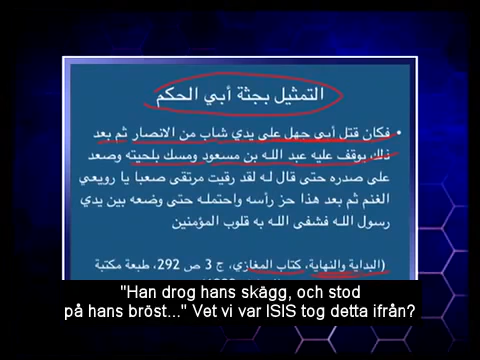 التمثيل بجثة أبي الحكم
• فكان قتل أبي جهل على يدي شاب من الانصار ثم بعد
ذلك يوقف عليه عبد الله بن مسعود ومسك بلحيته وصعد
على صدره حتى قال له لقد رقيت مرتقى صعبا يا رويعي
الغنم ثم بعد هذا حز رأسه واحتمله حتى وضعه بين يدي
رسول الله فشفى الله به قلوب المؤمنين
(البداية والنهاية، كتاب المغازي، ج 3 ص 292، طبعة مكتبة
"Han drog hans skägg, och stod
på hans bröst..." Vet vi var ISIS tog detta ifrån?